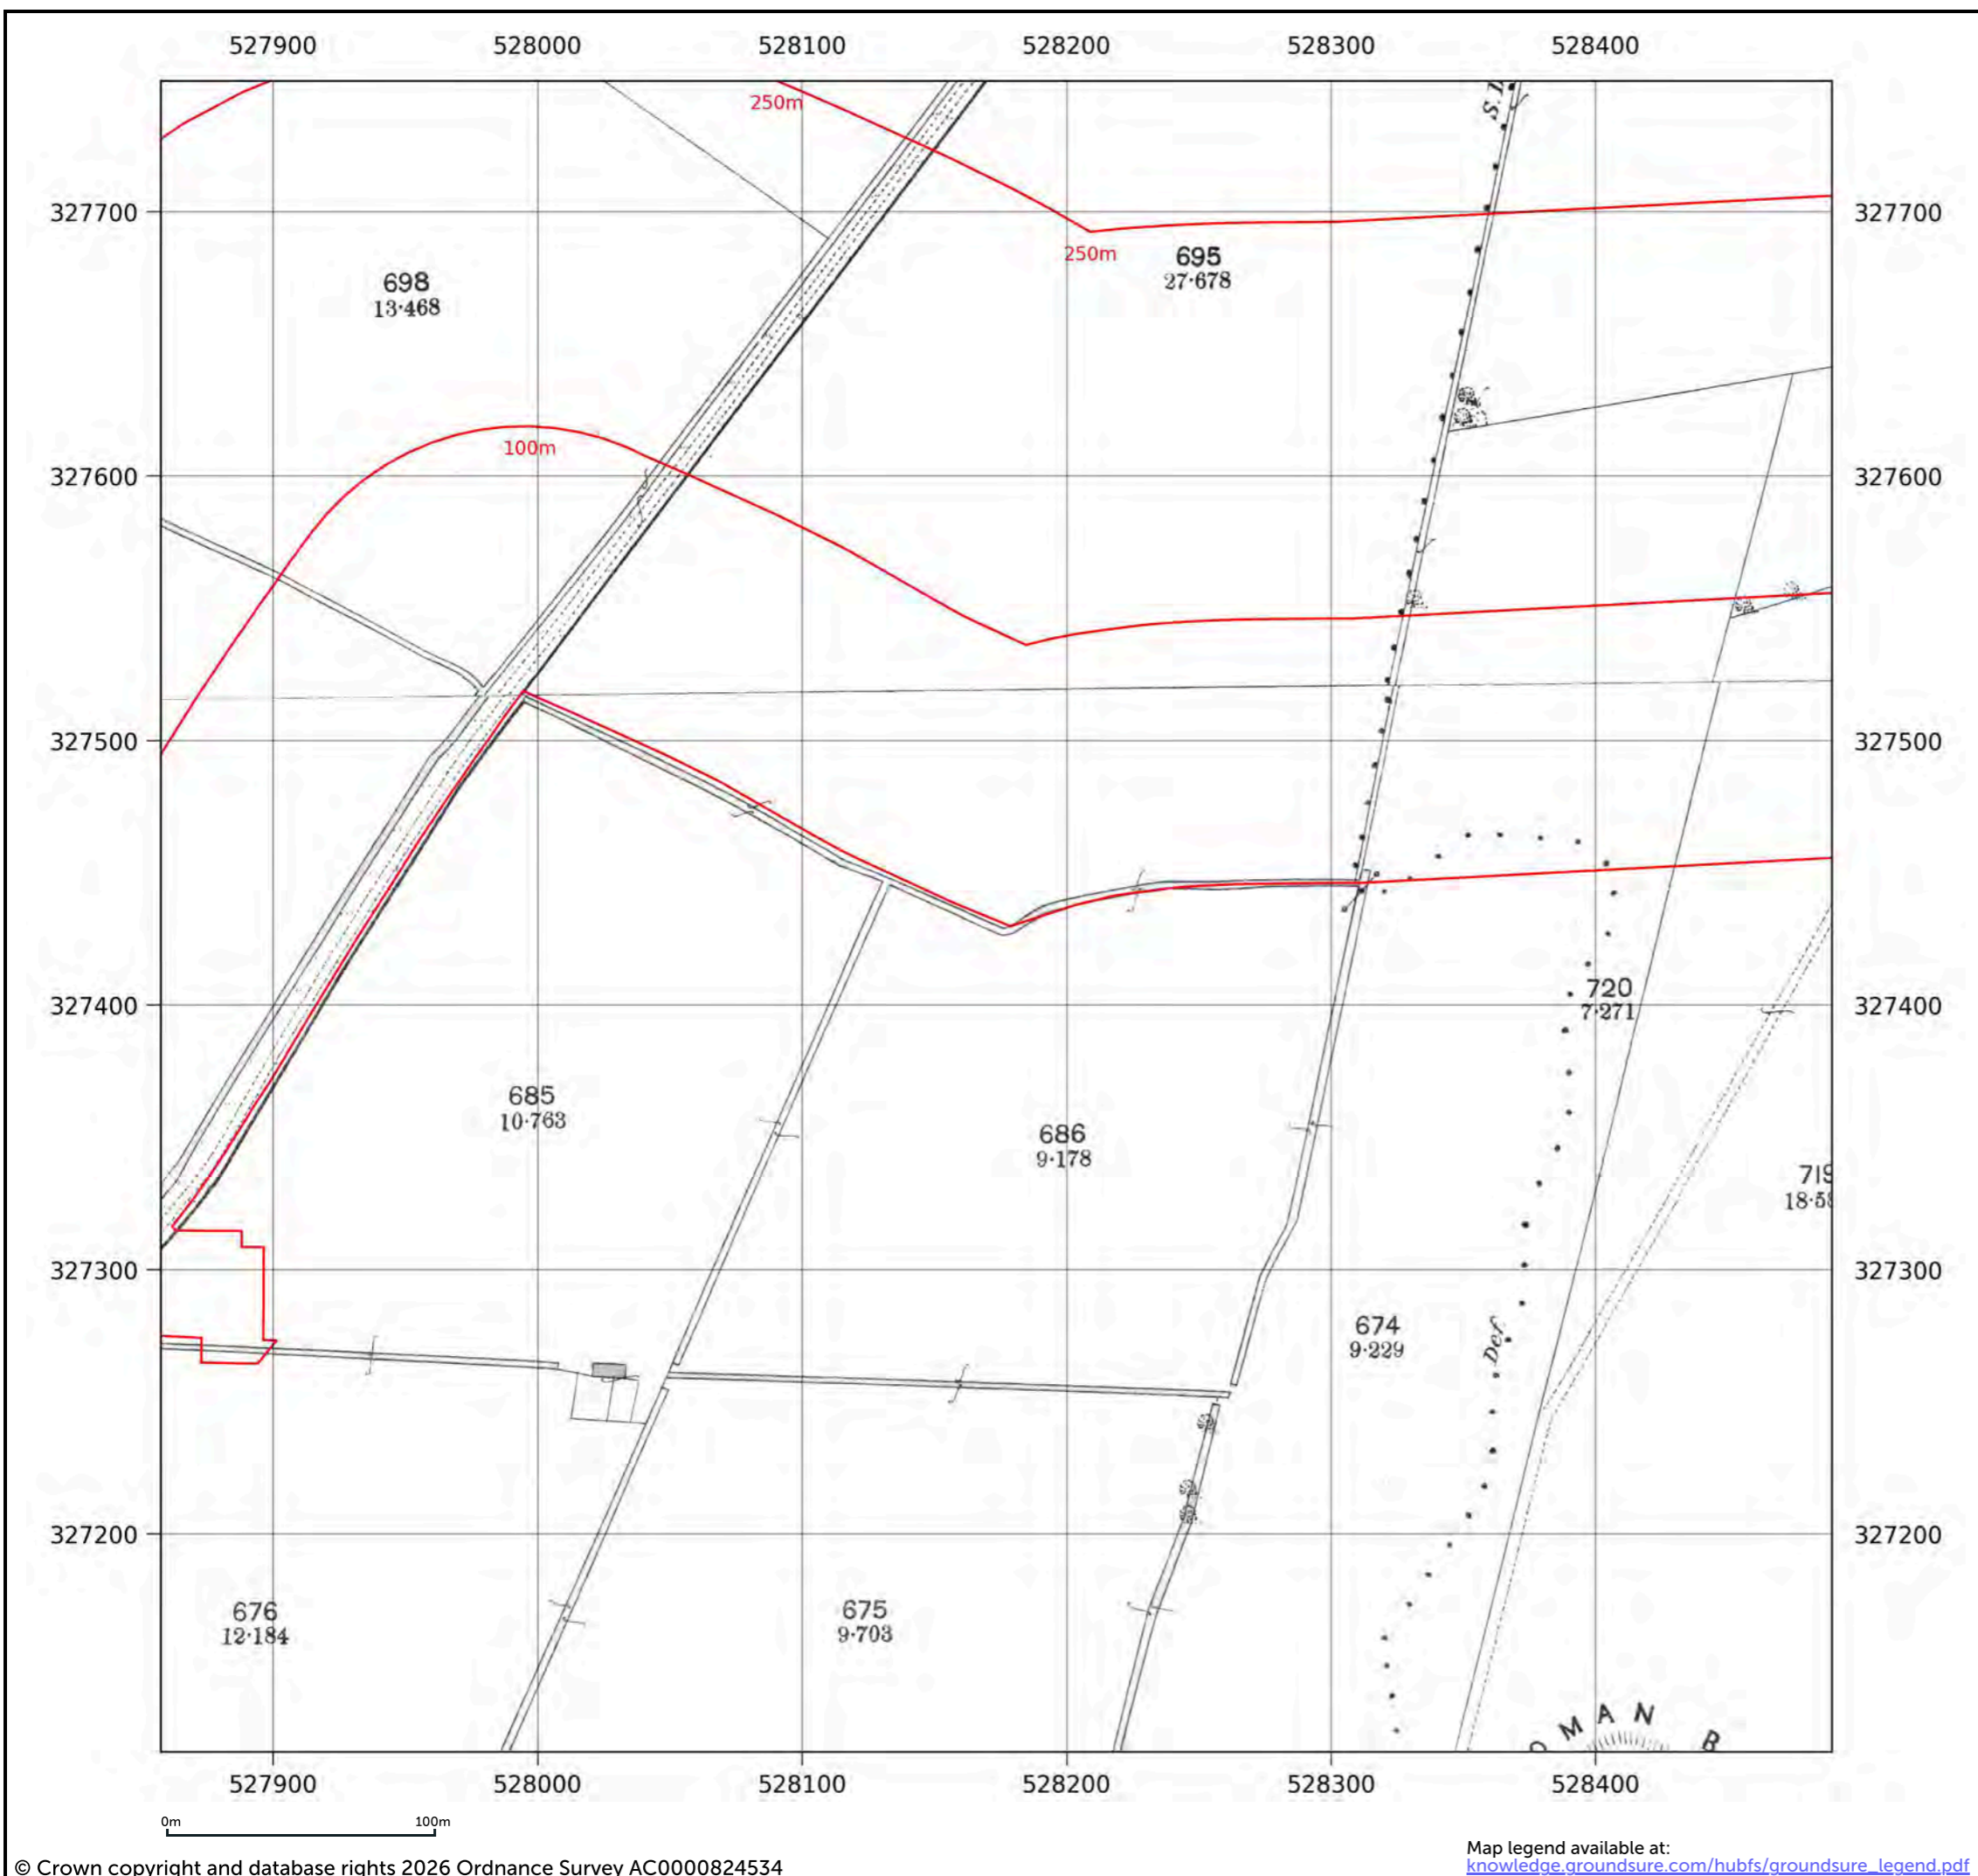 527900 528000 528100 528200 528300 528400
250m
S.
327700 327700
250m
695
27·678
698
13·468
100m
327600 327600
327500 327500
720
7·271
327400 327400
685
10·763
686
9·178
719
18·58
327300 327300
674
9·229
Def
327200 327200
676
12·184
675
9·703
O M A N B
527900 528000 528100 528200 528300 528400
0m 100m
Map legend available at:
© Crown copyright and database rights 2026 Ordnance Survey AC0000824534
knowledge.groundsure.com/hubfs/groundsure_legend.pdf